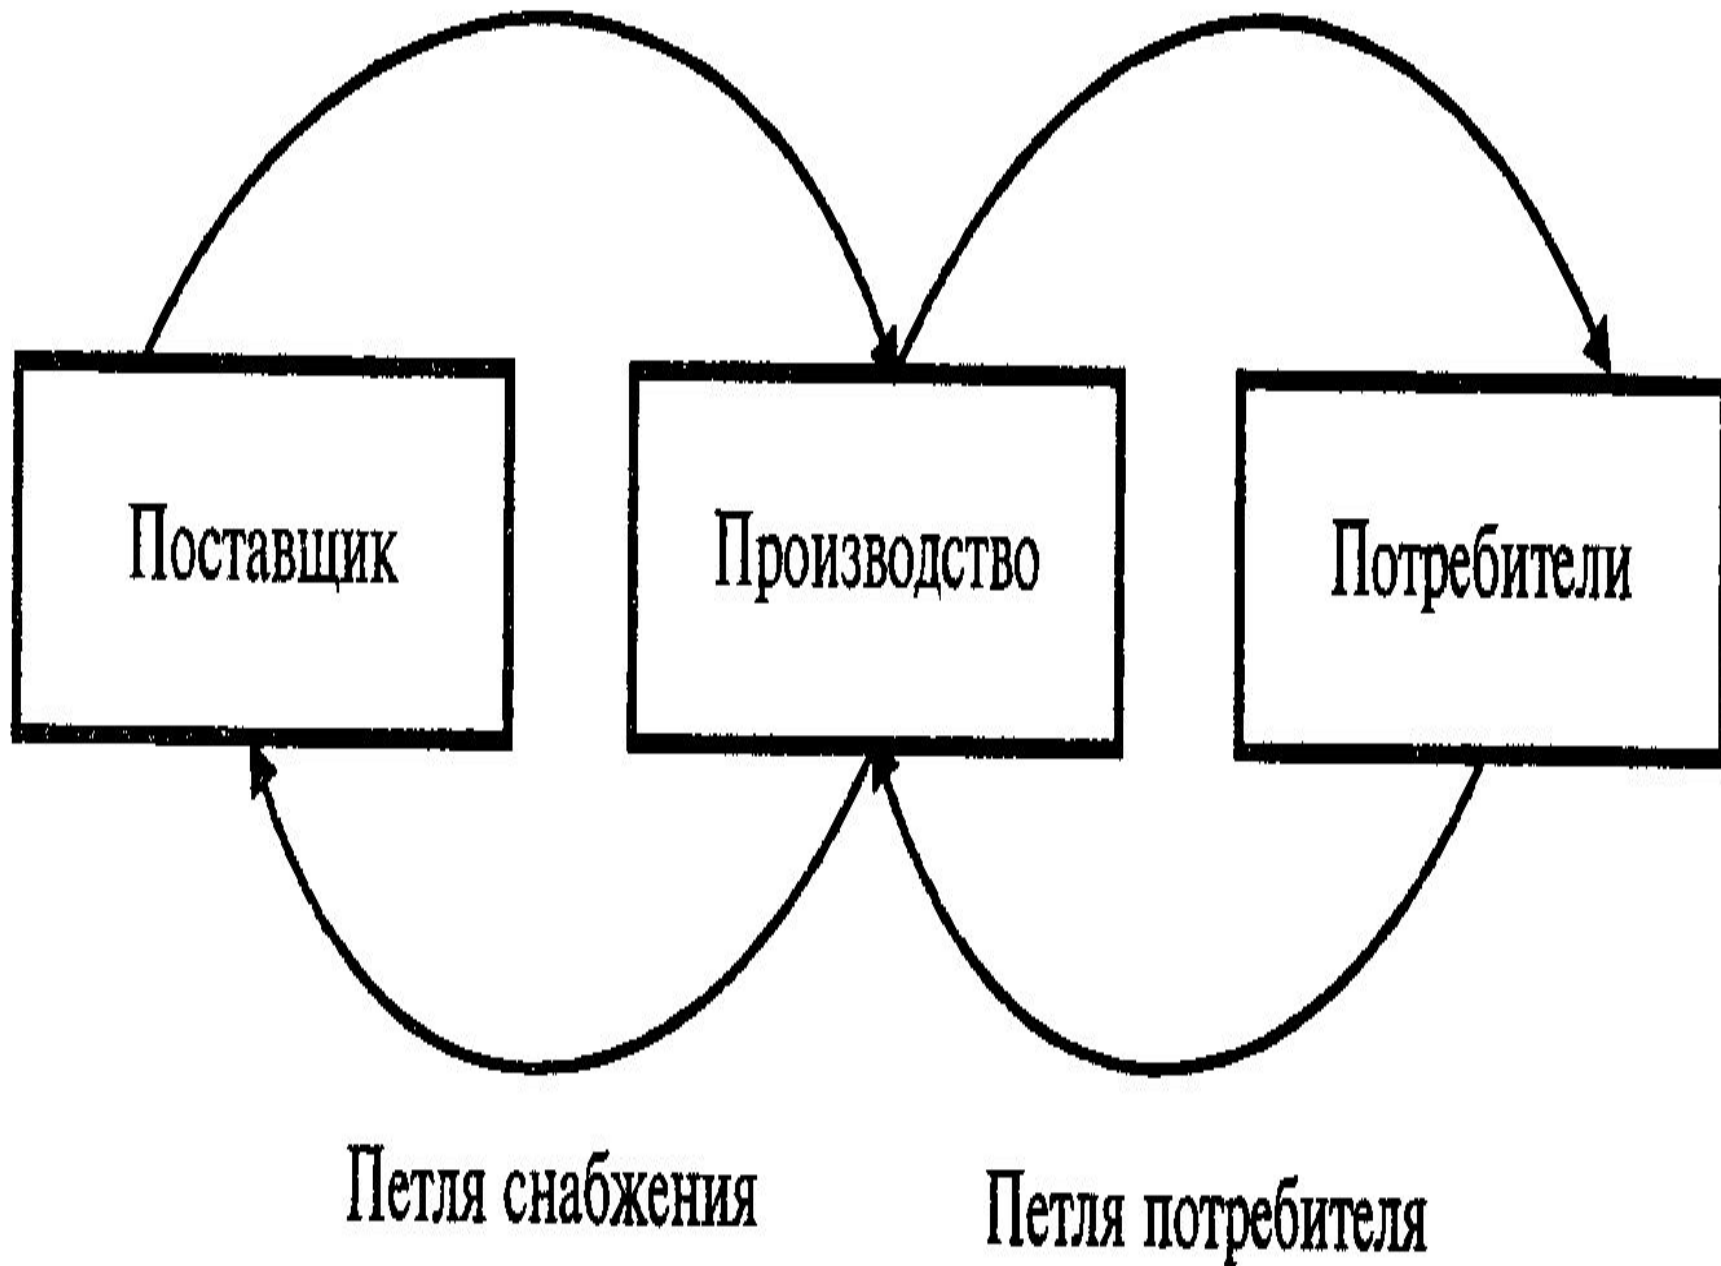 Поставщик
Производство
Потребители
Петля снабжения
Петля потребителя